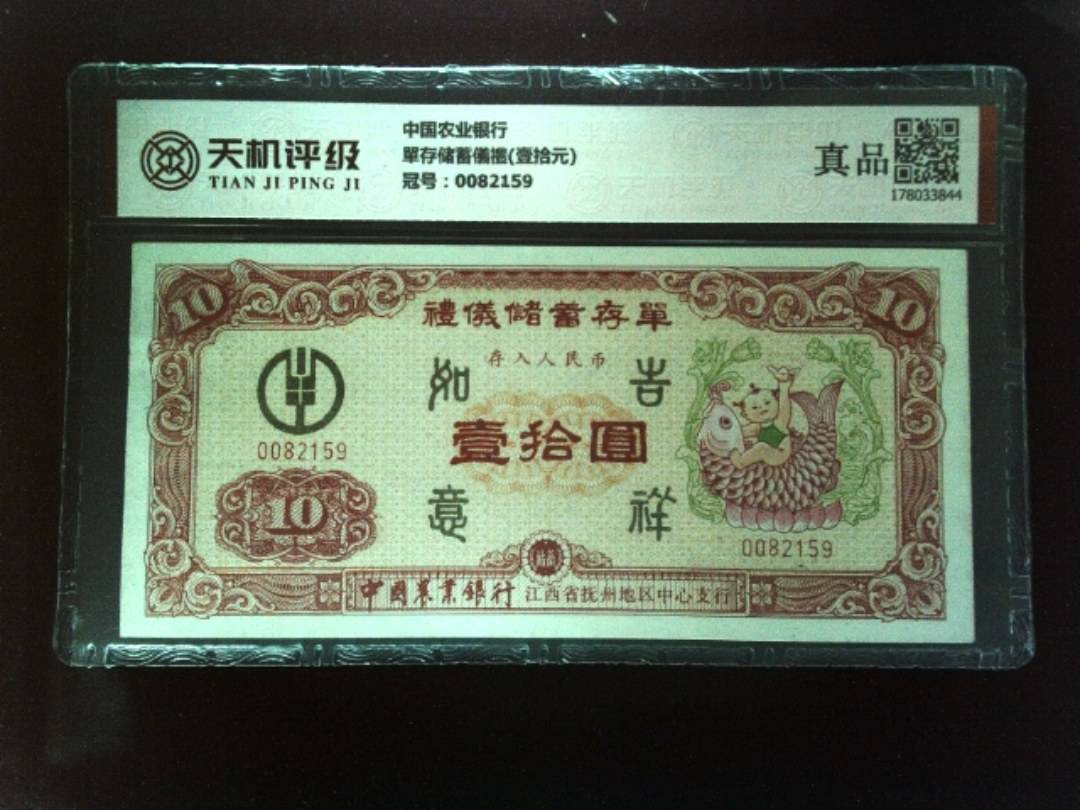 天机评级
TIAN JI PING JI
中国农业银行
單存储蓄儀禮(壹拾元)
冠号：0082159
真品
178033844
10
10
禮儀儲蓄存單
存入人民币
如 吉
壹拾圓
0082159
10
意 祥
0082159
中國農業銀行 江西省抚州地区中心支行